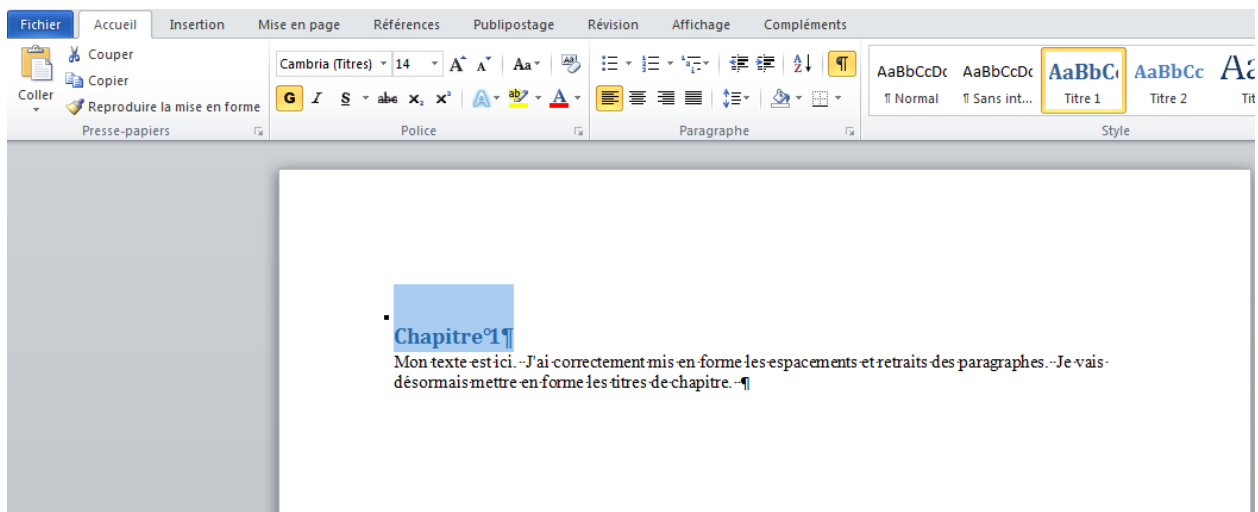 Fichier Accueil Insertion Mise en page Références Publipostage Révision Affichage Compléments
Coller
Couper
Copier
Reproduire la mise en forme
Presse-papiers
Cambria (Titres) 14 A A Aa
G I S abc x₂ x² A ab A
Police
Paragraphe
AaBbCcDc AaBbCcDc AaBbC AaBbCc Aa
¶ Normal ¶ Sans int... Titre 1 Titre 2 Tit
Style
Chapitre°1¶
Mon·texte·est·ici.··J'ai·correctement·mis·en·forme·les·espacements·et·retraits·des·paragraphes.··Je·vais·
désormais·mettre·en·forme·les·titres·de·chapitre.··¶